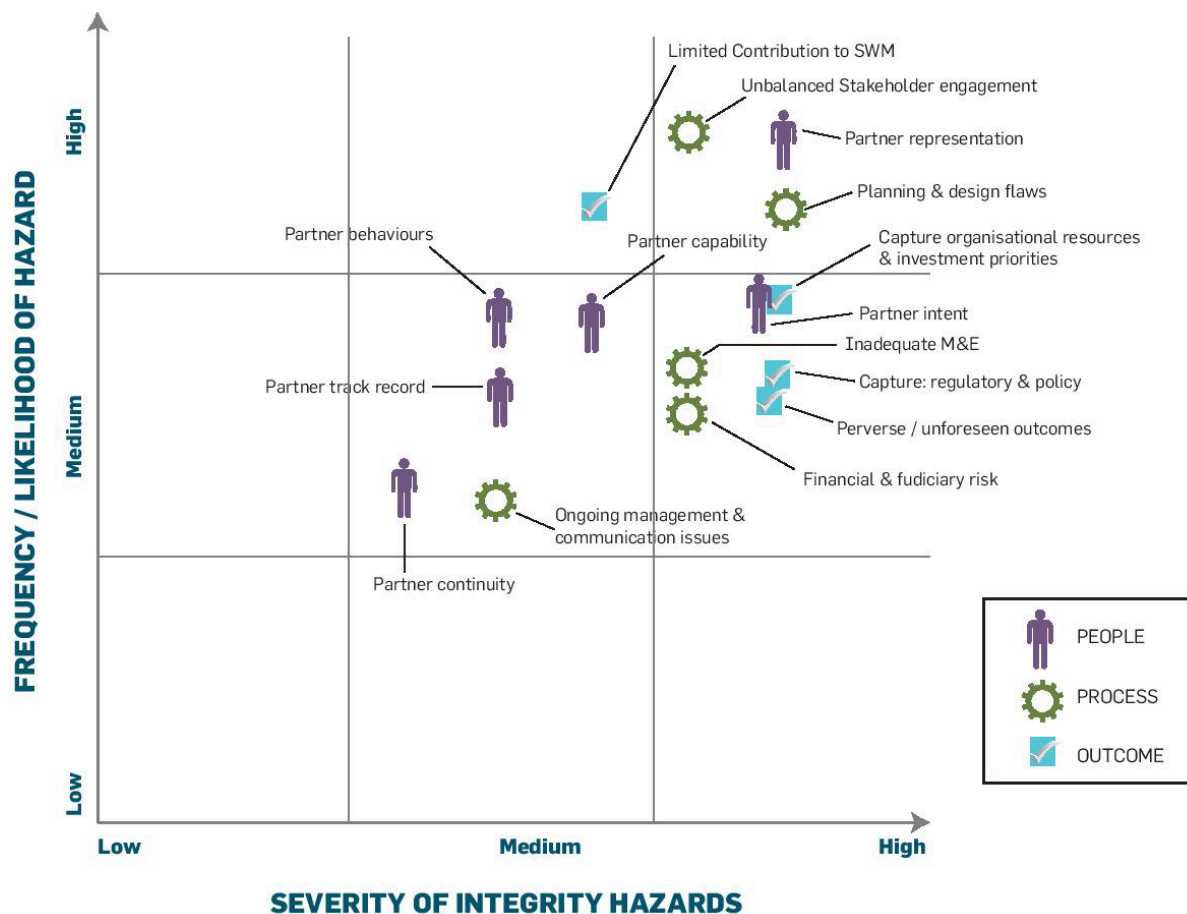 Limited Contribution to SWM
Unbalanced Stakeholder engagement
Partner representation
Planning & design flaws
Partner behaviours
Partner capability
Capture organisational resources
& investment priorities
Partner intent
Inadequate M&E
Partner track record
Capture: regulatory & policy
Perverse / unforeseen outcomes
Financial & fudiciary risk
Ongoing management &
communication issues
Partner continuity
FREQUENCY / LIKELIHOOD OF HAZARD
High
Medium
Low
Low
Medium
High
SEVERITY OF INTEGRITY HAZARDS
PEOPLE
PROCESS
OUTCOME